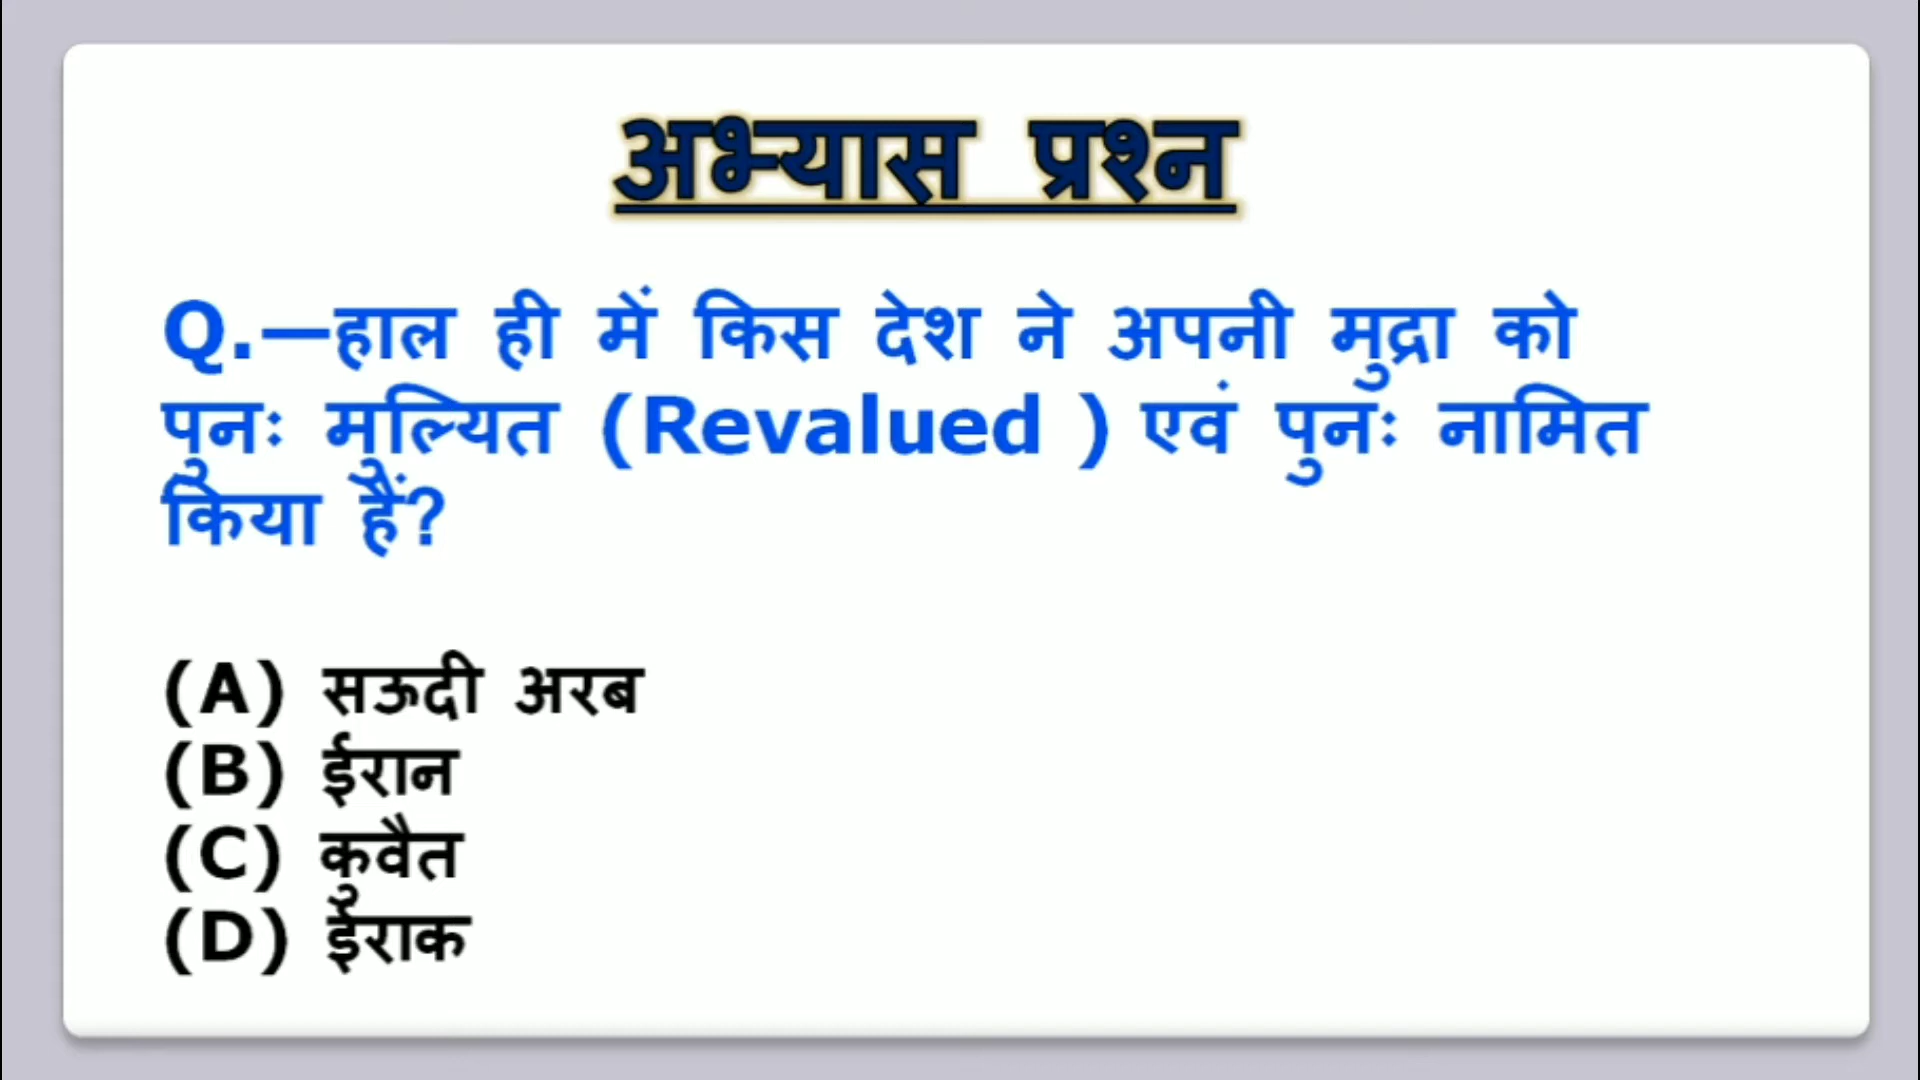 अभ्यास प्रश्न
Q.—हाल ही में किस देश ने अपनी मुद्रा को
पुनः मुल्यित (Revalued ) एवं पुनः नामित
किया हैं?
(A) सऊदी अरब
(B) ईरान
(C) कुवैत
(D) ईराक